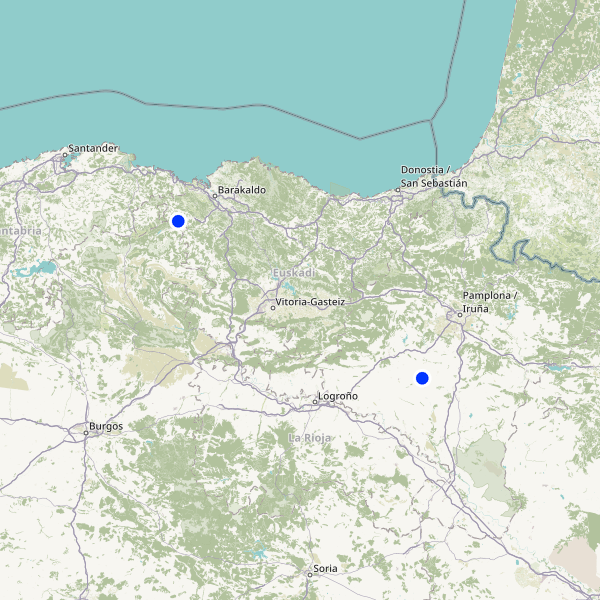 Santander
Donostia /
San Sebastián
Barakaldo
antabria
Euskadi
Vitoria-Gasteiz
Pamplona /
Iruña
Logroño
Burgos
La Rioja
Soria